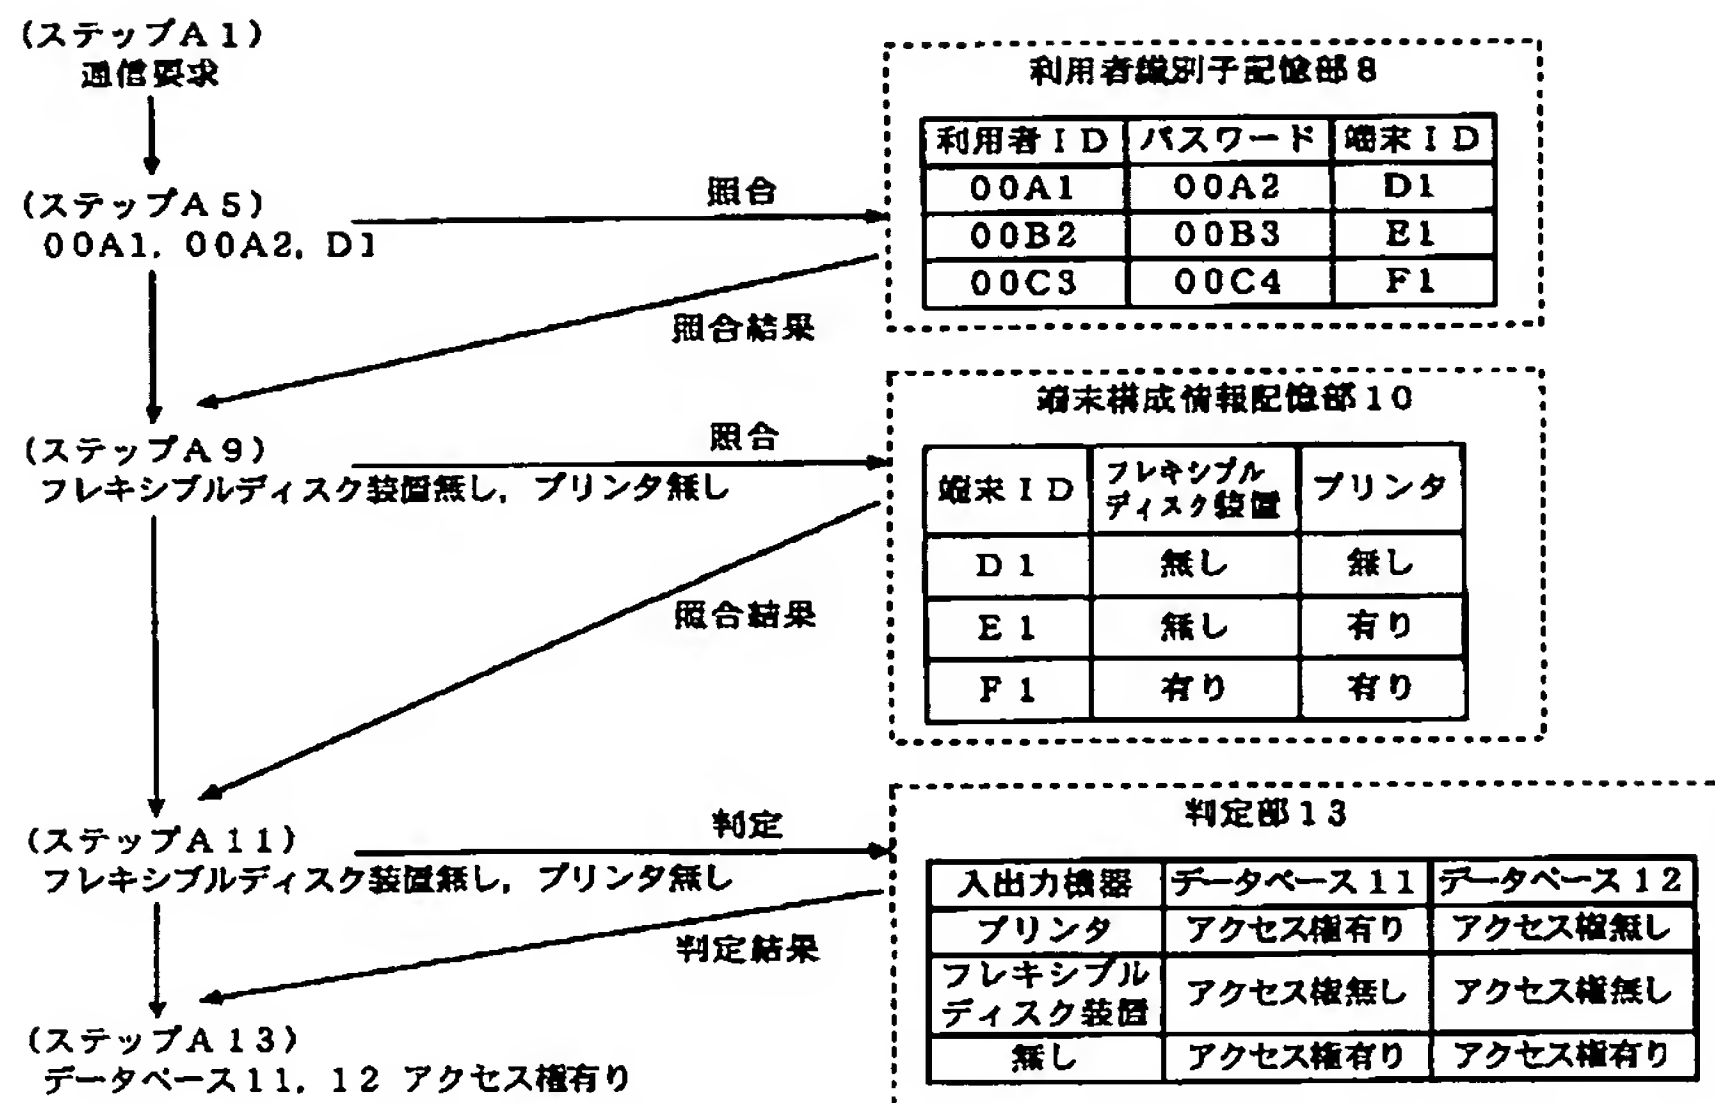 (ステップA1)
通信要求
(ステップA5)
00A1, 00A2, D1
照合
照合結果
利用者識別子記憶部8
利用者ID パスワード 端末ID
00A1 00A2 D1
00B2 00B3 E1
00C3 00C4 F1
(ステップA9)
フレキシブルディスク装置無し, プリンタ無し
照合
照合結果
端末構成情報記憶部10
端末ID フレキシブル プリンタ
ディスク装置
D1 無し 無し
E1 無し 有り
F1 有り 有り
(ステップA11)
フレキシブルディスク装置無し, プリンタ無し
判定
判定結果
判定部13
入出力機器 データベース11 データベース12
プリンタ アクセス権有り アクセス権無し
フレキシブル
ディスク装置 アクセス権無し アクセス権無し
無し アクセス権有り アクセス権有り
(ステップA13)
データベース11, 12 アクセス権有り